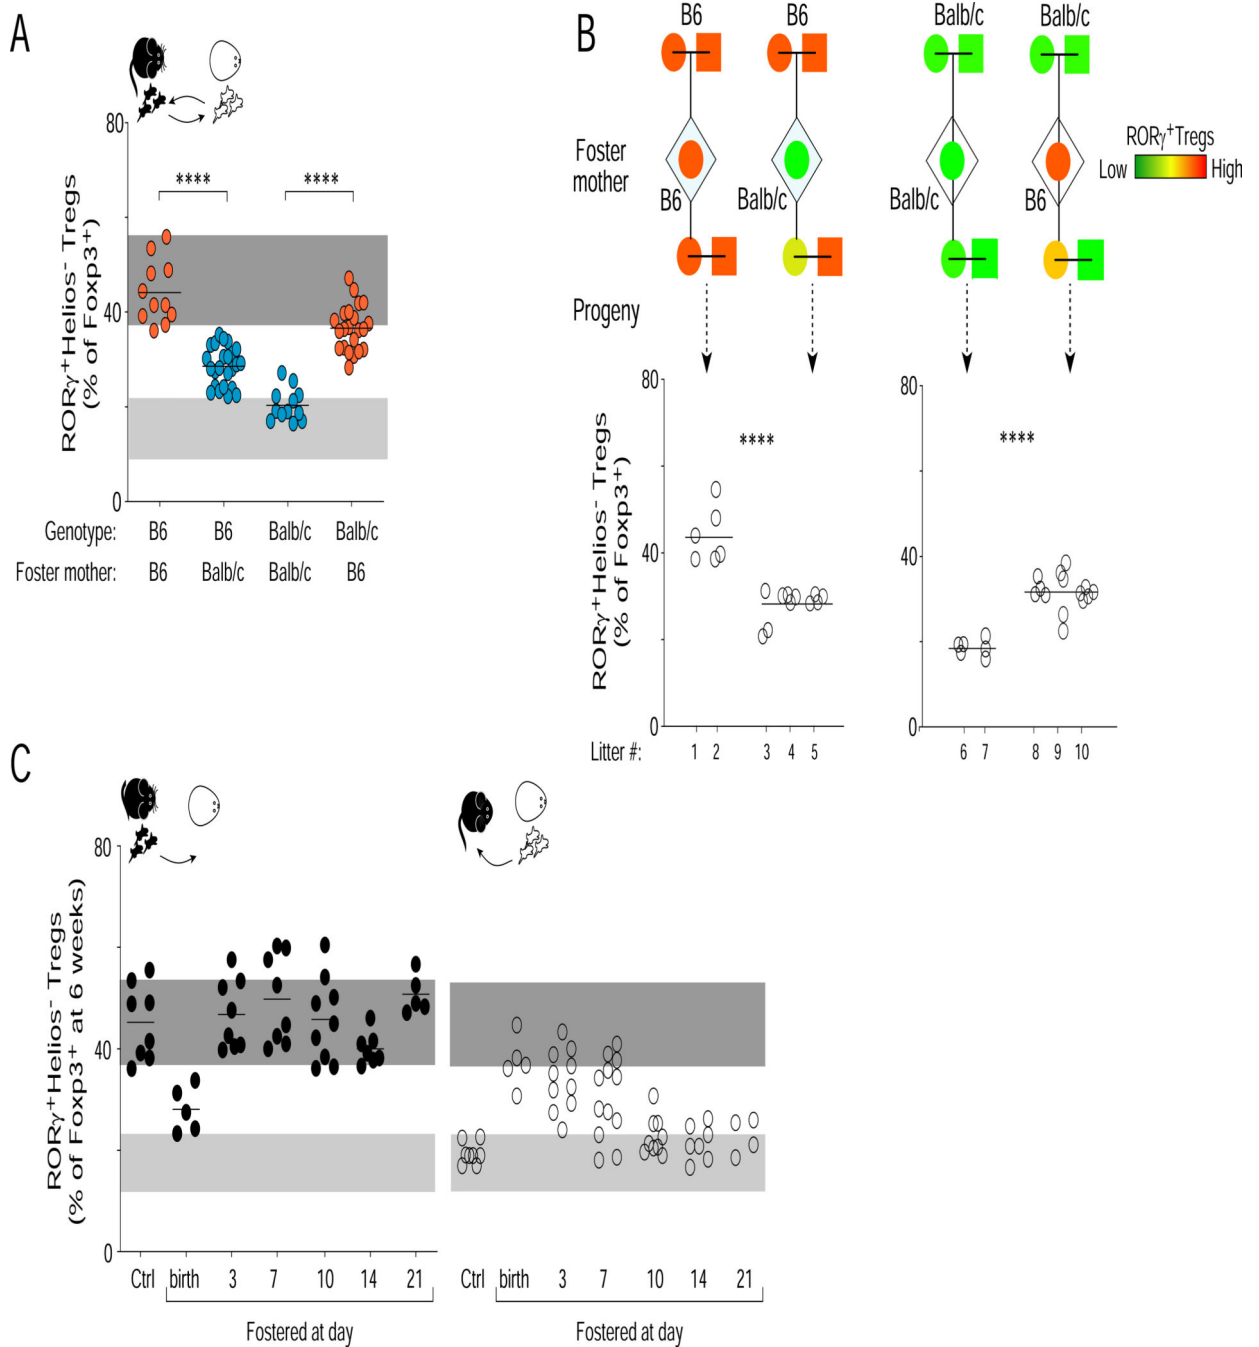 A
80
40
0
RORγ⁺Helios⁻ Tregs
(% of Foxp3⁺)
**** ****
Genotype: B6 B6 Balb/c Balb/c
Foster mother: B6 Balb/c Balb/c B6
B
B6 B6 Balb/c Balb/c
Foster
mother
B6 Balb/c Balb/c B6
RORγ⁺Tregs
Low High
Progeny
80
40
0
RORγ⁺Helios⁻ Tregs
(% of Foxp3⁺)
****
80
40
0
****
Litter #: 1 2 3 4 5 6 7 8 9 10
C
80
40
0
RORγ⁺Helios⁻ Tregs
(% of Foxp3⁺ at 6 weeks)
Ctrl birth 3 7 10 14 21
Fostered at day
Ctrl birth 3 7 10 14 21
Fostered at day